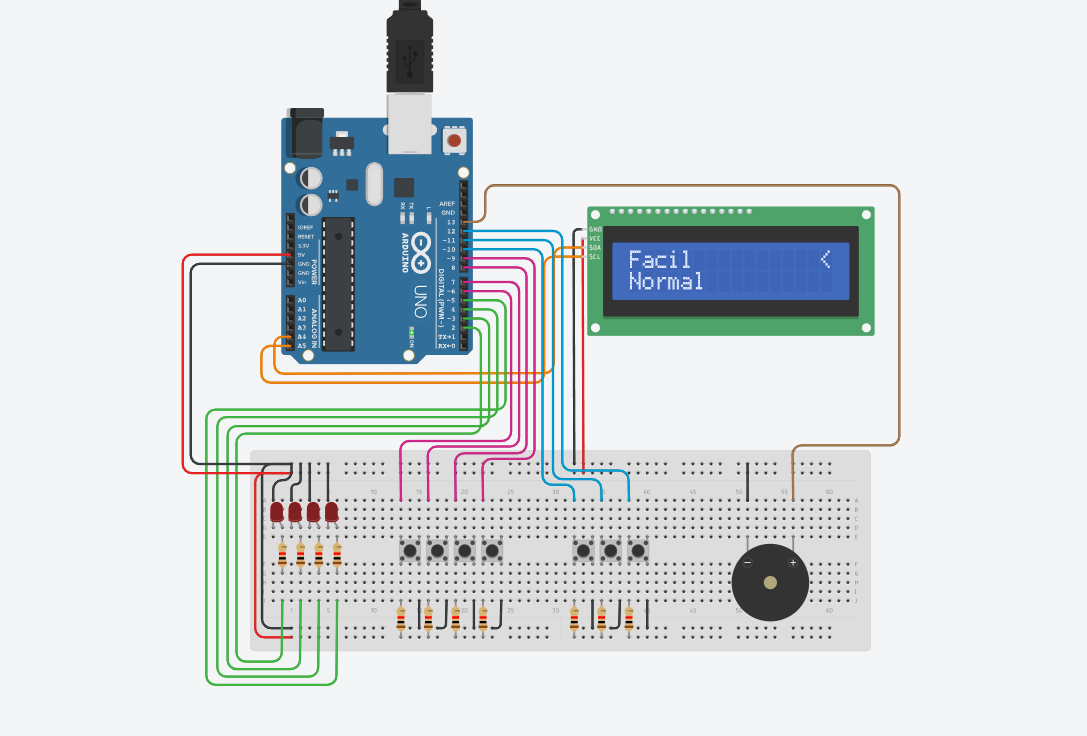 AREF
GND
13
12
~11
~10
~9
8
7
~6
~5
4
~3
2
TX→1
RX←0
DIGITAL (PWM~)
L
TX
RX
ARDUINO
UNO
ON
IOREF
RESET
3.3V
5V
GND
GND
Vin
POWER
A0
A1
A2
A3
A4
A5
ANALOG IN
GND
VCC
SDA
SCL
Facil <
Normal
10 15 20 25 30 35 40 45 50 55 60
A
B
C
D
E
F
G
H
I
J
1 5 10 15 20 25 30 35 40 45 50 55 60